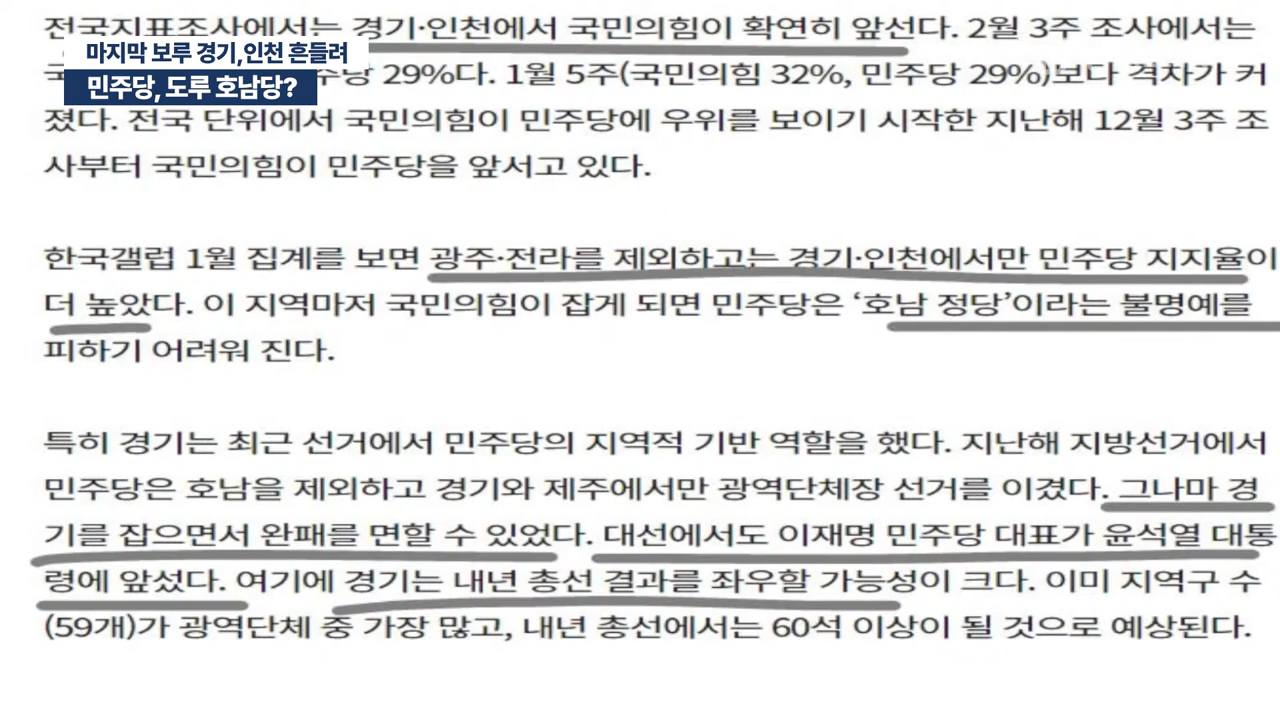 전국지표조사에서는 경기·인천에서 국민의힘이 확연히 앞선다. 2월 3주 조사에서는
마지막 보루 경기,인천 흔들려
민주당, 도루 호남당?
29%다. 1월 5주(국민의힘 32%, 민주당 29%)보다 격차가 커
졌다. 전국 단위에서 국민의힘이 민주당에 우위를 보이기 시작한 지난해 12월 3주 조
사부터 국민의힘이 민주당을 앞서고 있다.
한국갤럽 1월 집계를 보면 광주·전라를 제외하고는 경기·인천에서만 민주당 지지율이
더 높았다. 이 지역마저 국민의힘이 잡게 되면 민주당은 ‘호남 정당’이라는 불명예를
피하기 어려워 진다.
특히 경기는 최근 선거에서 민주당의 지역적 기반 역할을 했다. 지난해 지방선거에서
민주당은 호남을 제외하고 경기와 제주에서만 광역단체장 선거를 이겼다. 그나마 경
기를 잡으면서 완패를 면할 수 있었다. 대선에서도 이재명 민주당 대표가 윤석열 대통
령에 앞섰다. 여기에 경기는 내년 총선 결과를 좌우할 가능성이 크다. 이미 지역구 수
(59개)가 광역단체 중 가장 많고, 내년 총선에서는 60석 이상이 될 것으로 예상된다.